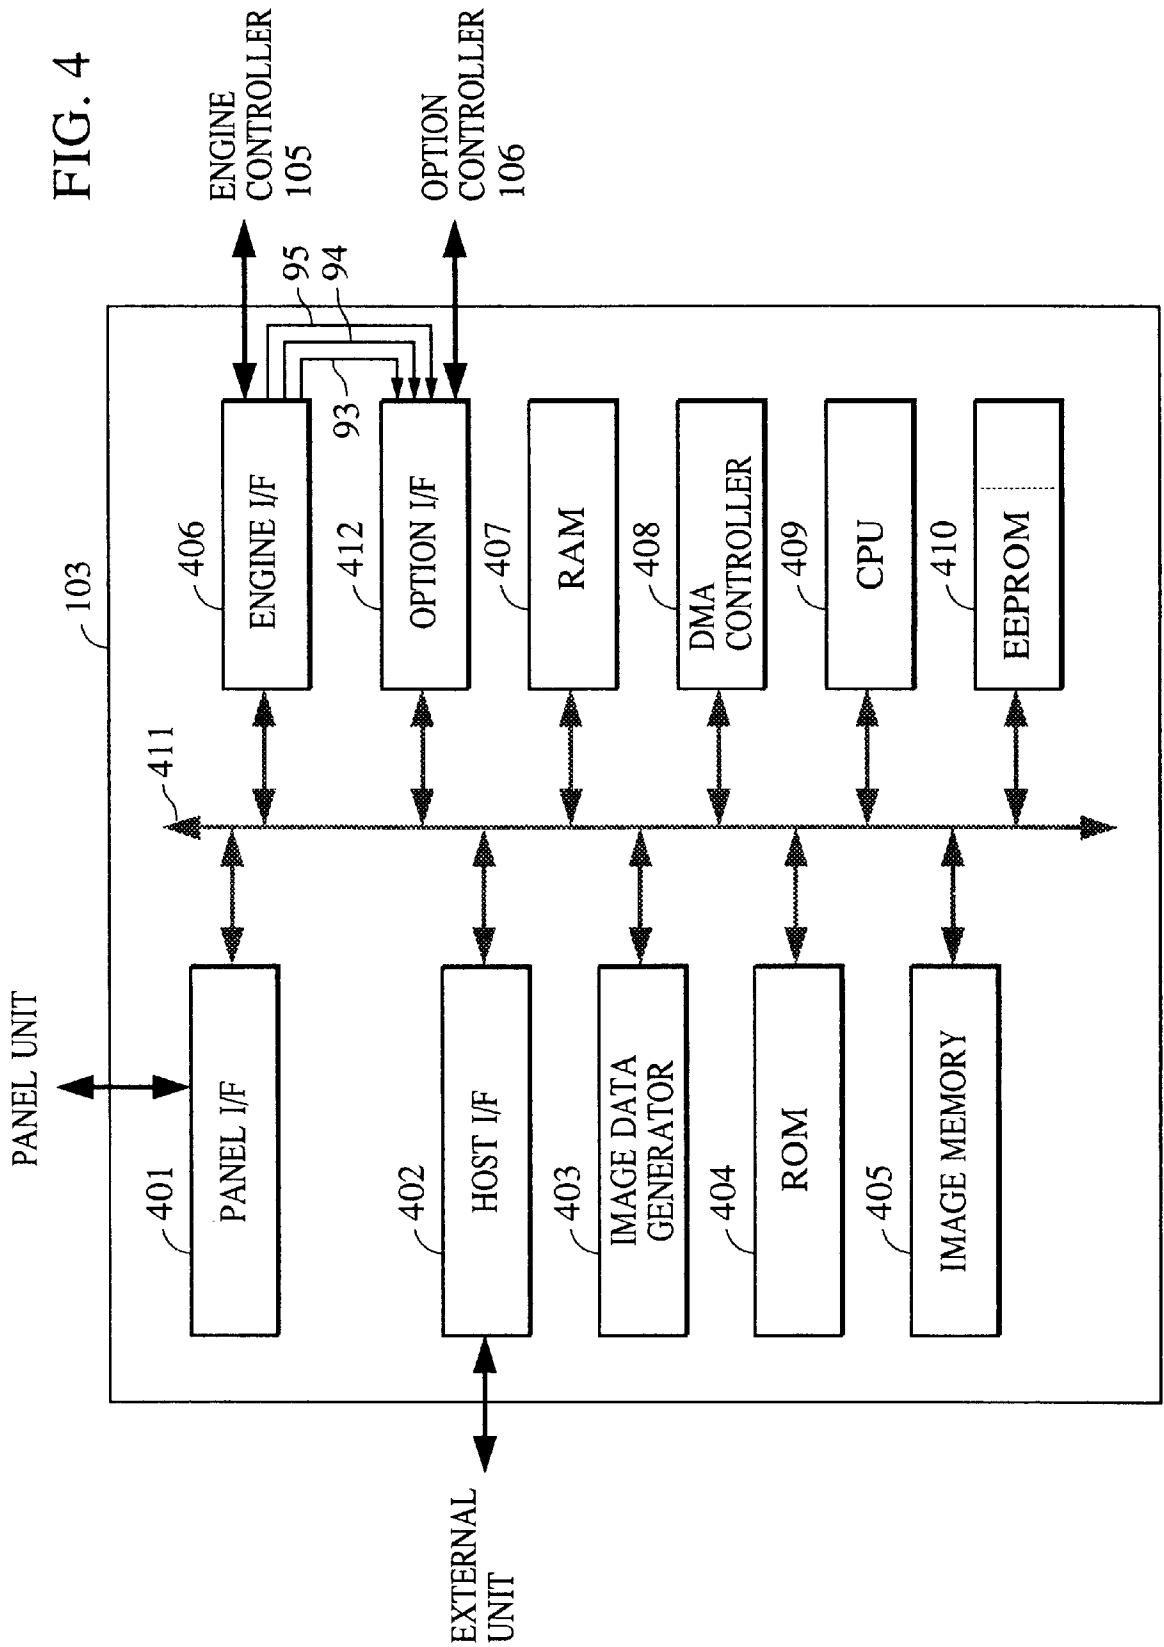 FIG. 4
PANEL UNIT
103
411
401
PANEL I/F
406
ENGINE I/F
ENGINE
CONTROLLER
105
95
94
93
412
OPTION I/F
OPTION
CONTROLLER
106
EXTERNAL
UNIT
402
HOST I/F
407
RAM
403
IMAGE DATA
GENERATOR
408
DMA
CONTROLLER
404
ROM
409
CPU
405
IMAGE MEMORY
410
EEPROM